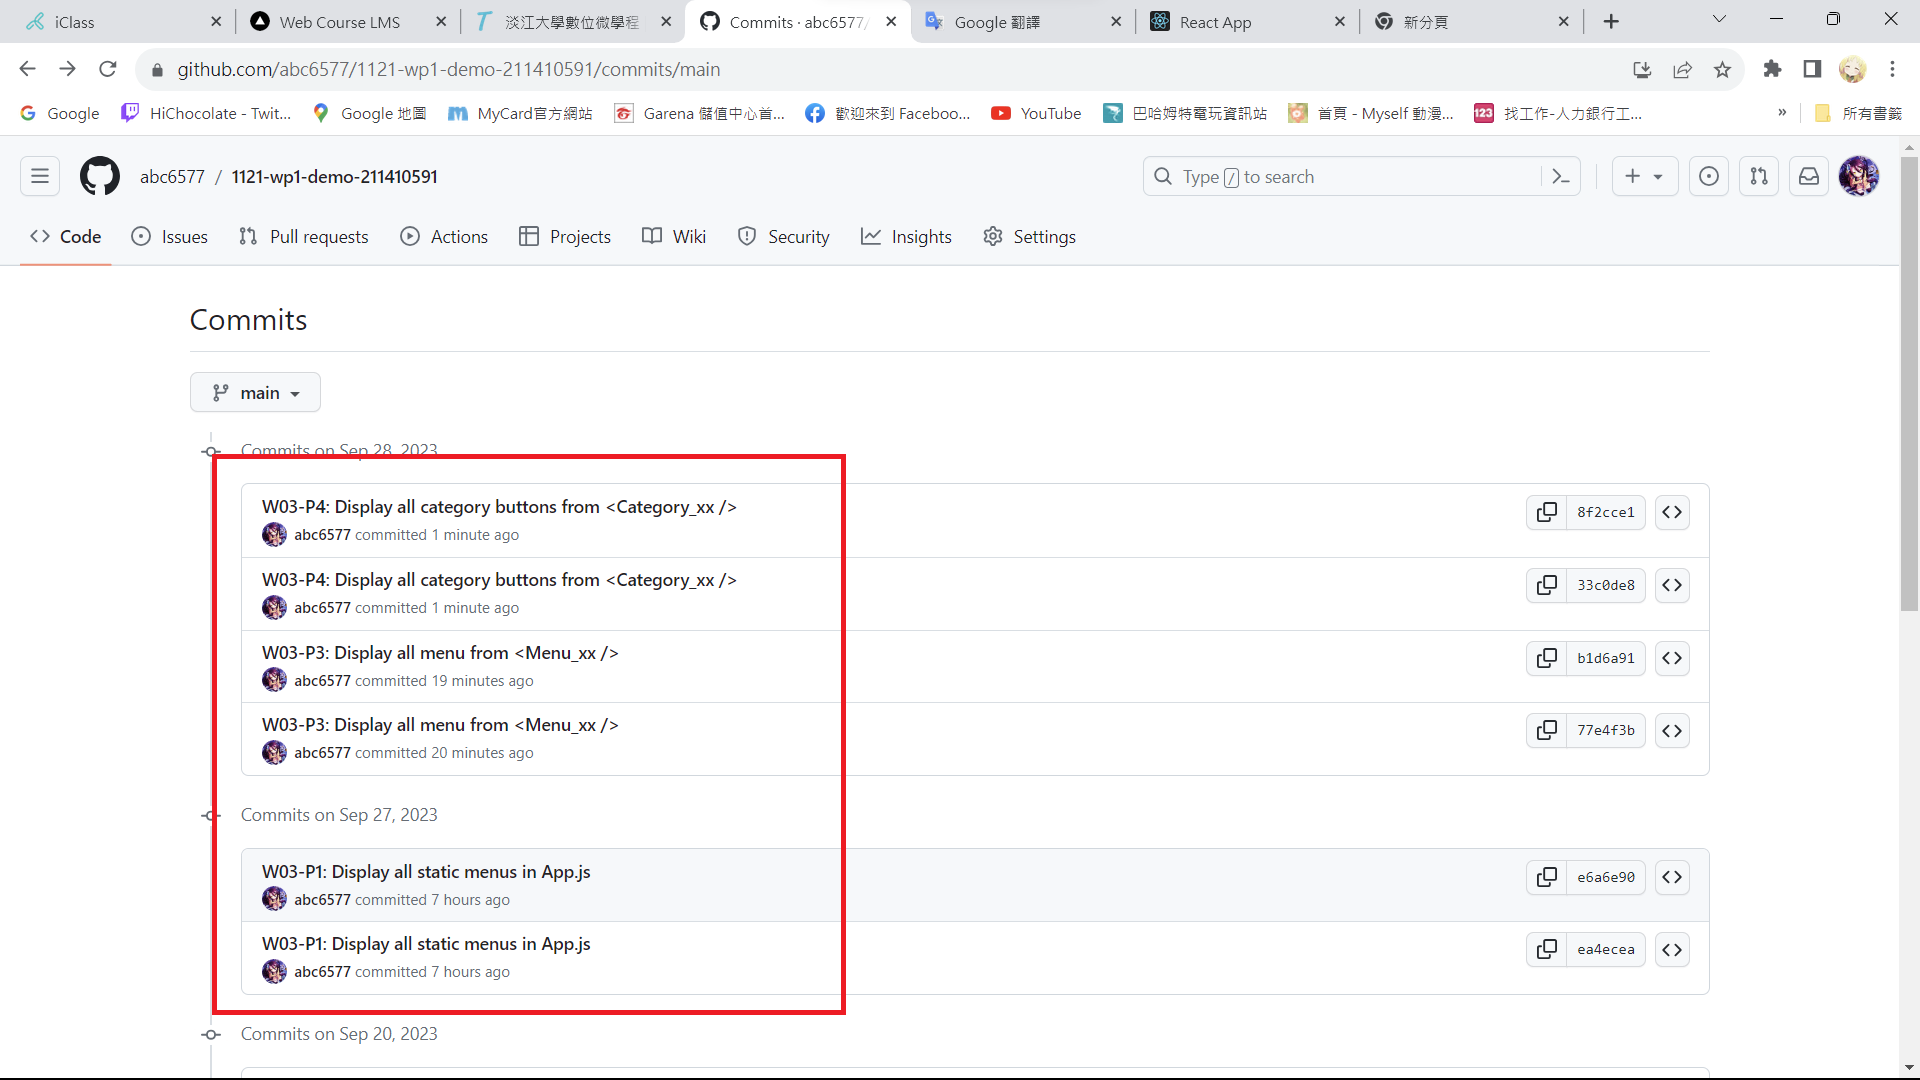 iClass
Web Course LMS
淡江大學數位微學程
Commits · abc6577/
Google 翻譯
React App
新分頁
github.com/abc6577/1121-wp1-demo-211410591/commits/main
Google
HiChocolate - Twit...
Google 地圖
MyCard官方網站
Garena 儲值中心首...
歡迎來到 Faceboo...
YouTube
巴哈姆特電玩資訊站
首頁 - Myself 動漫...
123
找工作-人力銀行工...
»
所有書籤
abc6577 / 1121-wp1-demo-211410591
Type / to search
Code
Issues
Pull requests
Actions
Projects
Wiki
Security
Insights
Settings
Commits
main
Commits on Sep 28, 2023
W03-P4: Display all category buttons from <Category_xx />
abc6577 committed 1 minute ago
8f2cce1
W03-P4: Display all category buttons from <Category_xx />
abc6577 committed 1 minute ago
33c0de8
W03-P3: Display all menu from <Menu_xx />
abc6577 committed 19 minutes ago
b1d6a91
W03-P3: Display all menu from <Menu_xx />
abc6577 committed 20 minutes ago
77e4f3b
Commits on Sep 27, 2023
W03-P1: Display all static menus in App.js
abc6577 committed 7 hours ago
e6a6e90
W03-P1: Display all static menus in App.js
abc6577 committed 7 hours ago
ea4ecea
Commits on Sep 20, 2023